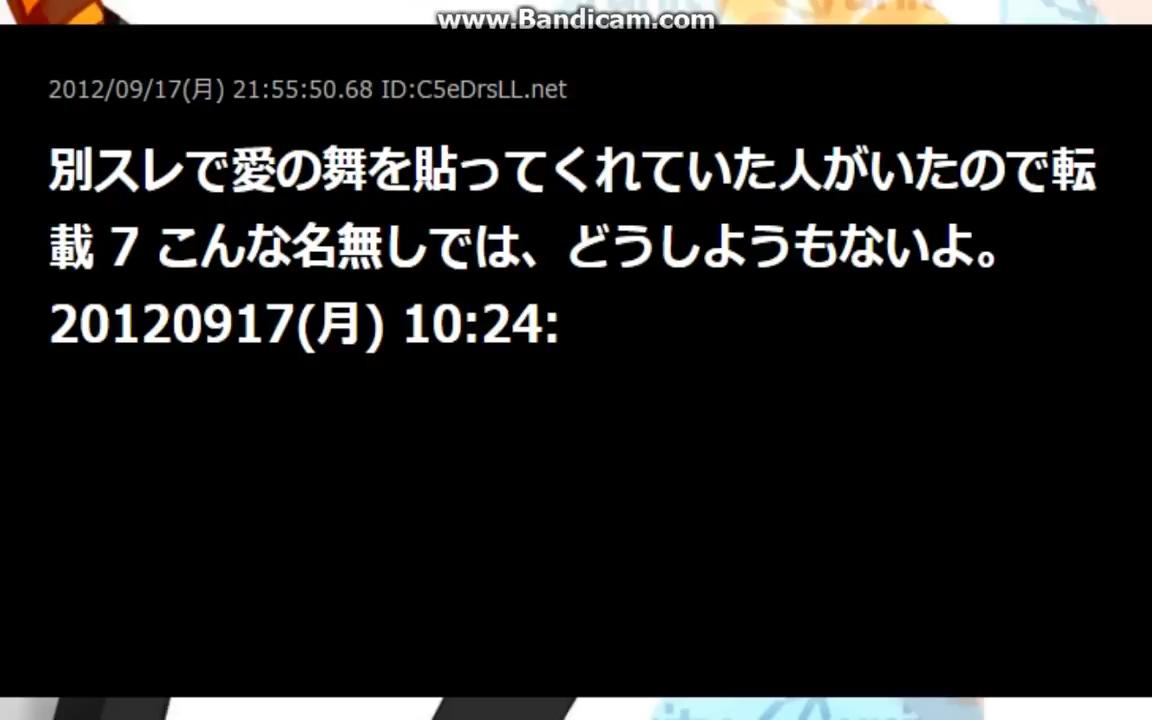 www.Bandicam.com
2012/09/17(月) 21:55:50.68 ID:C5eDrsLL.net
別スレで愛の舞を貼ってくれていた人がいたので転
載 7 こんな名無しでは、どうしようもないよ。
20120917(月) 10:24: